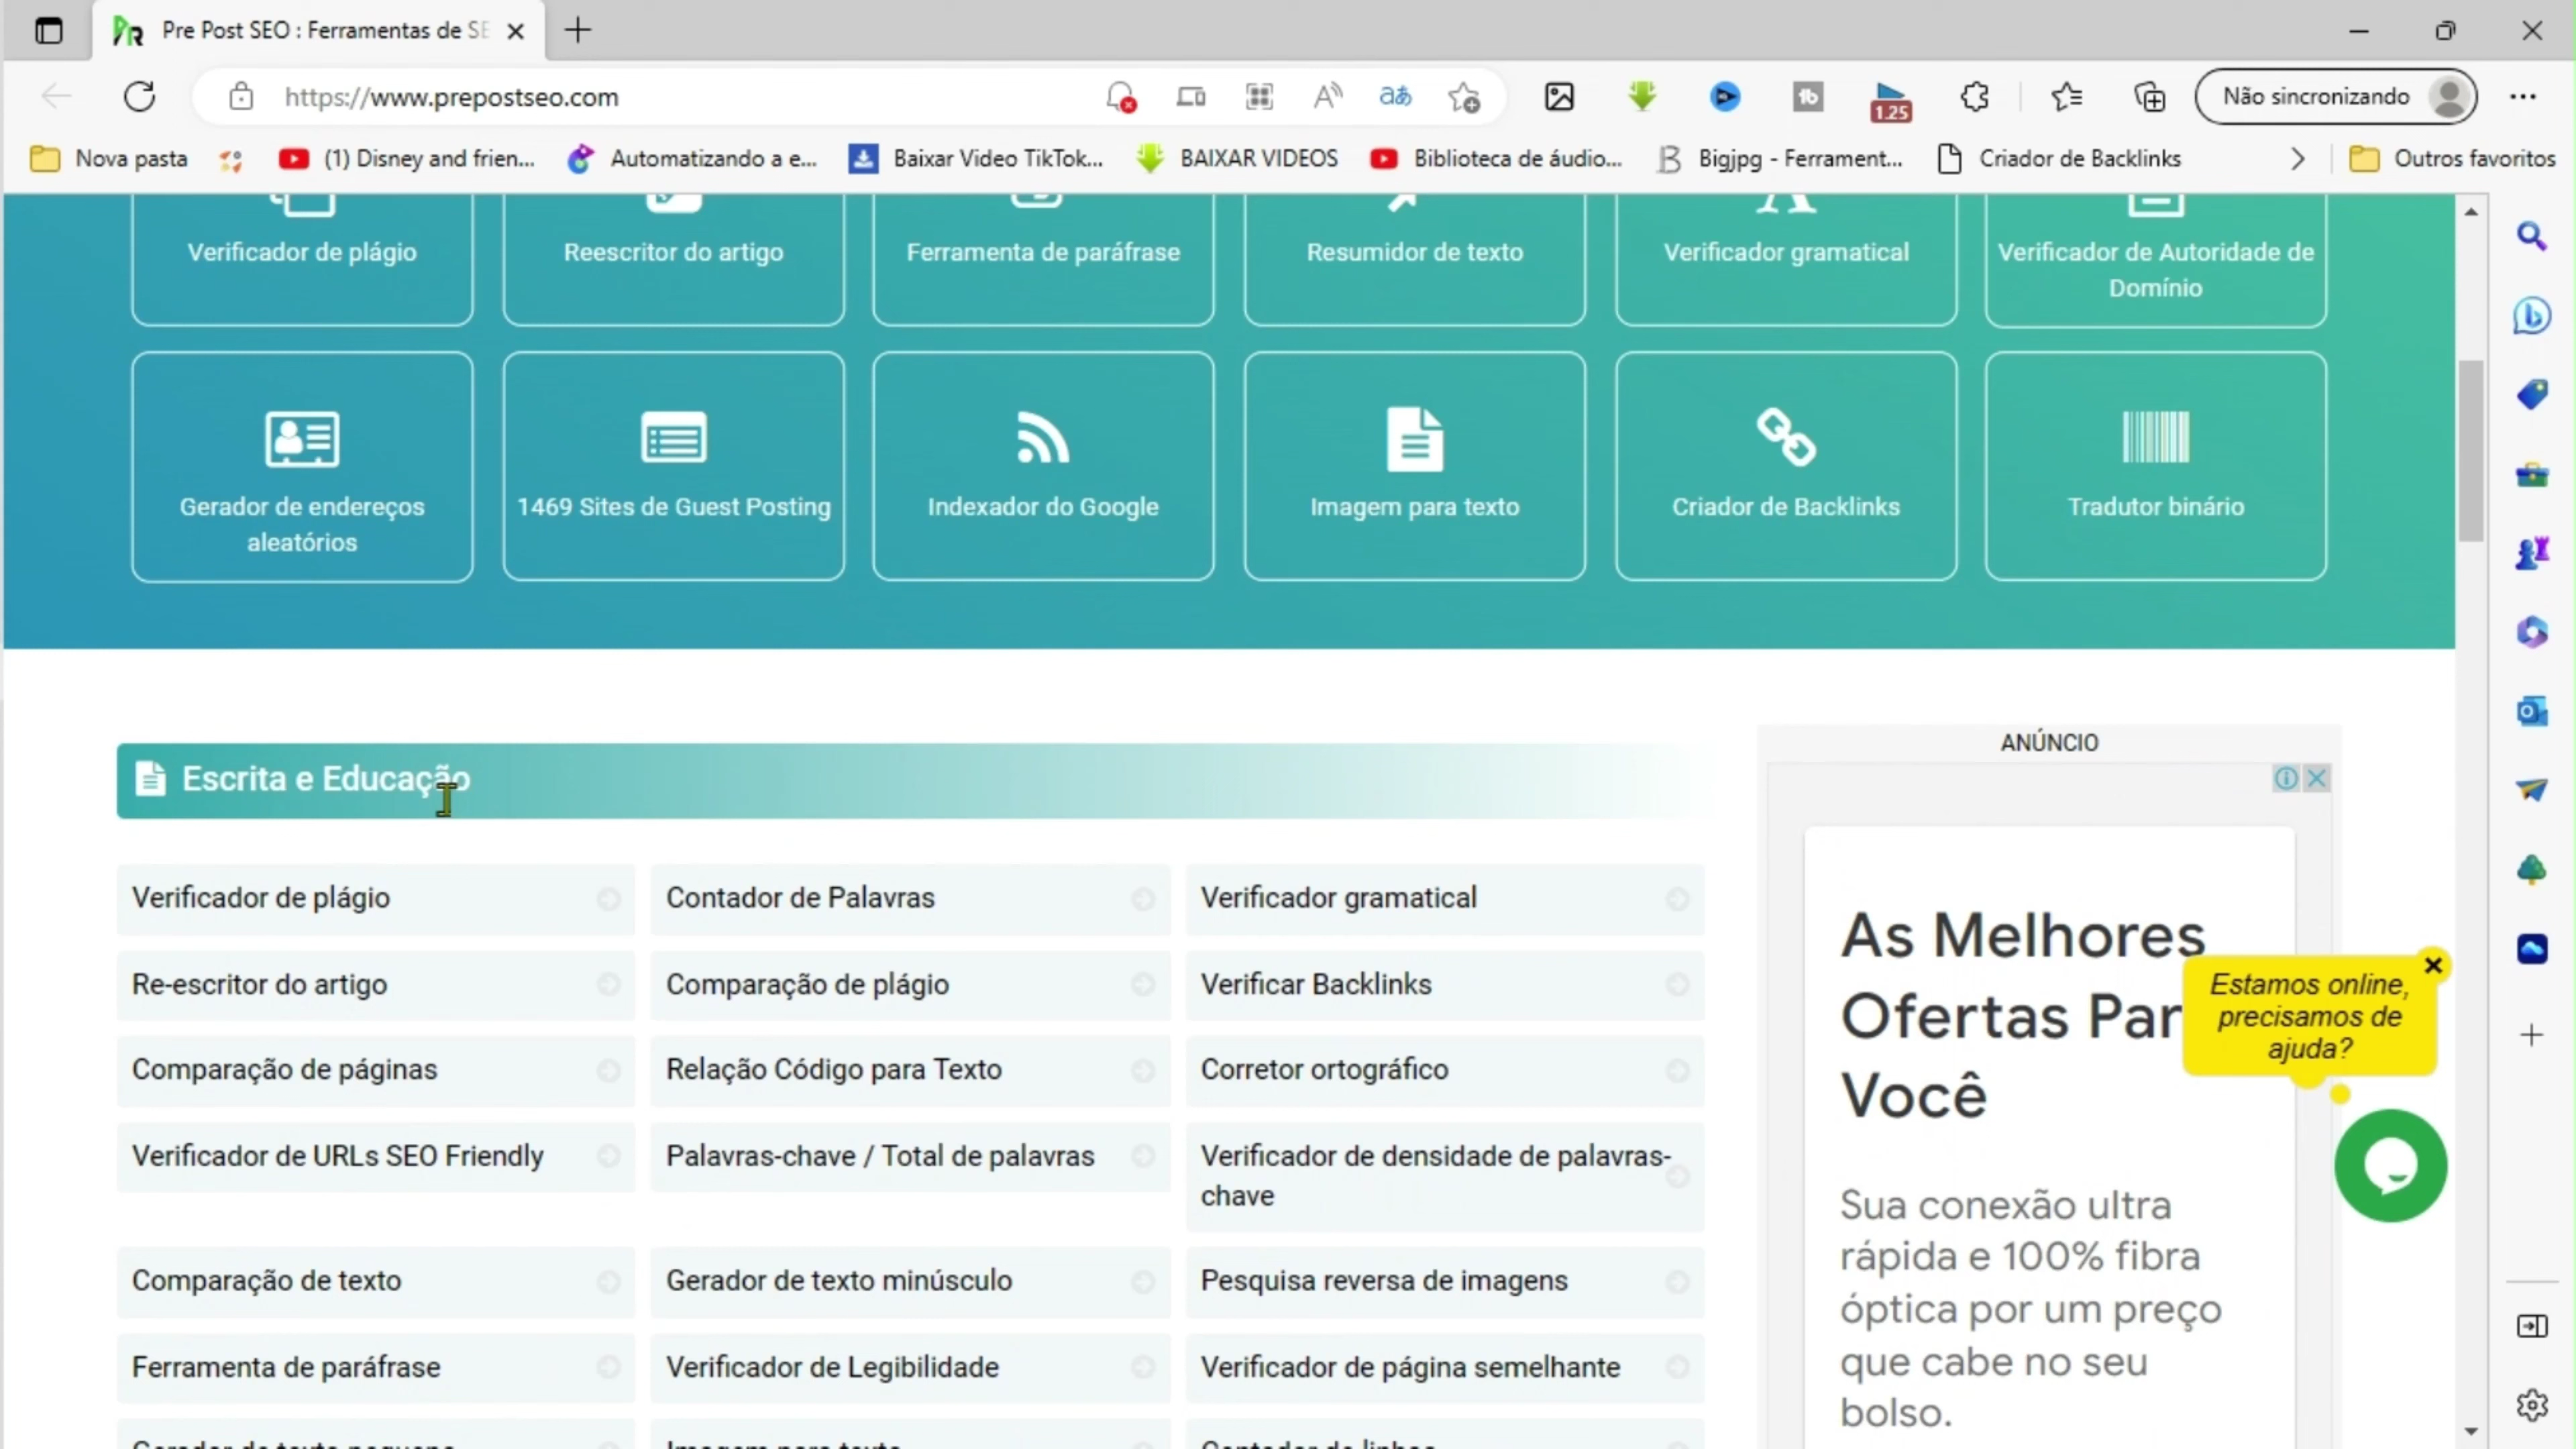 Pre Post SEO : Ferramentas de SE
https://www.prepostseo.com
1.25
Não sincronizando
Nova pasta
(1) Disney and frien...
Automatizando a e...
Baixar Video TikTok...
BAIXAR VIDEOS
Biblioteca de áudio...
Bigjpg - Ferrament...
Criador de Backlinks
Outros favoritos
Verificador de plágio
Reescritor do artigo
Ferramenta de paráfrase
Resumidor de texto
Verificador gramatical
Verificador de Autoridade de
Domínio
Gerador de endereços
aleatórios
1469 Sites de Guest Posting
Indexador do Google
Imagem para texto
Criador de Backlinks
Tradutor binário
Escrita e Educação
Verificador de plágio
Contador de Palavras
Verificador gramatical
Re-escritor do artigo
Comparação de plágio
Verificar Backlinks
Comparação de páginas
Relação Código para Texto
Corretor ortográfico
Verificador de URLs SEO Friendly
Palavras-chave / Total de palavras
Verificador de densidade de palavras-
chave
Comparação de texto
Gerador de texto minúsculo
Pesquisa reversa de imagens
Ferramenta de paráfrase
Verificador de Legibilidade
Verificador de página semelhante
ANÚNCIO
As Melhores
Ofertas Par
Você
Sua conexão ultra
rápida e 100% fibra
óptica por um preço
que cabe no seu
bolso.
Estamos online,
precisamos de
ajuda?